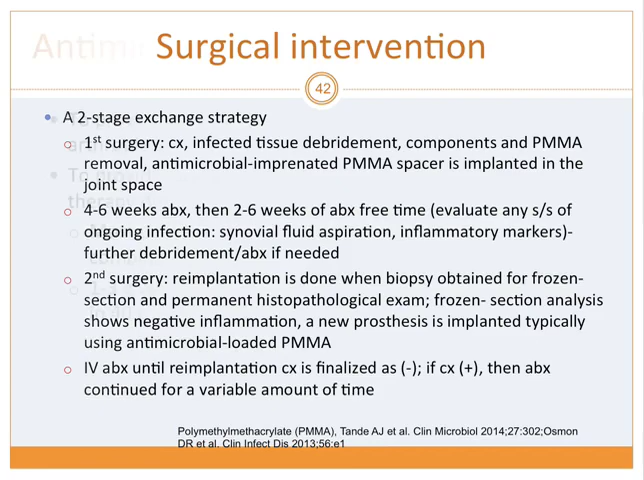 Surgical intervention
42
A 2-stage exchange strategy
1st surgery: cx, infected tissue debridement, components and PMMA
removal, antimicrobial-imprenated PMMA spacer is implanted in the
joint space
4-6 weeks abx, then 2-6 weeks of abx free time (evaluate any s/s of
ongoing infection: synovial fluid aspiration, inflammatory markers)-
further debridement/abx if needed
2nd surgery: reimplantation is done when biopsy obtained for frozen-
section and permanent histopathological exam; frozen- section analysis
shows negative inflammation, a new prosthesis is implanted typically
using antimicrobial-loaded PMMA
IV abx until reimplantation cx is finalized as (-); if cx (+), then abx
continued for a variable amount of time
Polymethylmethacrylate (PMMA), Tande AJ et al. Clin Microbiol 2014;27:302;Osmon
DR et al. Clin Infect Dis 2013;56:e1